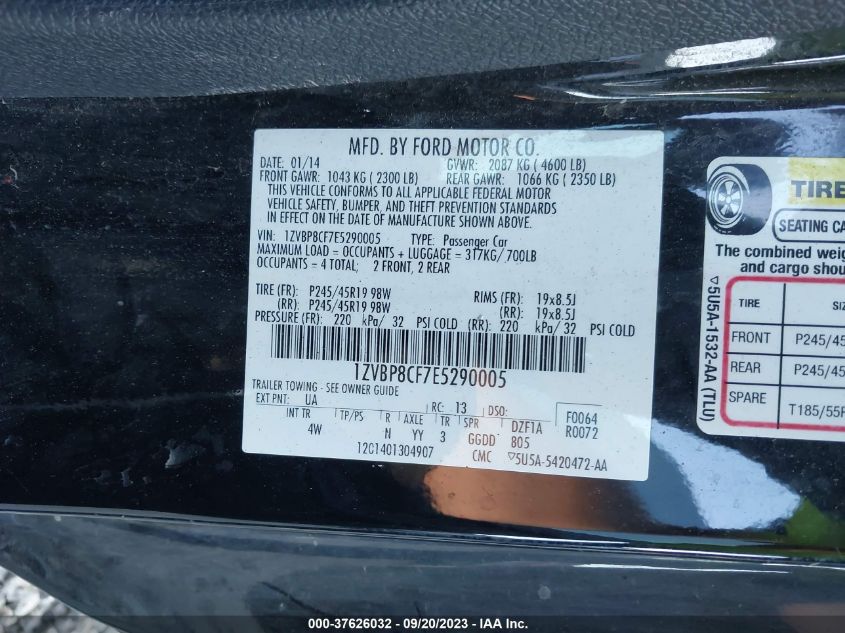 MFD. BY FORD MOTOR CO.
DATE: 01/14 GVWR: 2087 KG ( 4600 LB)
FRONT GAWR: 1043 KG ( 2300 LB) REAR GAWR: 1066 KG ( 2350 LB)
THIS VEHICLE CONFORMS TO ALL APPLICABLE FEDERAL MOTOR
VEHICLE SAFETY, BUMPER, AND THEFT PREVENTION STANDARDS
IN EFFECT ON THE DATE OF MANUFACTURE SHOWN ABOVE.
VIN: 1ZVBP8CF7E5290005 TYPE: Passenger Car
MAXIMUM LOAD = OCCUPANTS + LUGGAGE = 317KG/ 700LB
OCCUPANTS = 4 TOTAL; 2 FRONT, 2 REAR
TIRE (FR): P245/45R19 98W RIMS (FR): 19x8.5J
(RR): P245/45R19 98W (RR): 19x8.5J
PRESSURE (FR): 220 kPa/ 32 PSI COLD (RR): 220 kPa/ 32 PSI COLD
1ZVBP8CF7E5290005
TRAILER TOWING - SEE OWNER GUIDE
EXT PNT: UA RC: 13 DSO: F0064
INT TR TP/PS R AXLE TR SPR DZF1A R0072
4W N YY 3 GGDD 805
12C1401304907 CMC ▽5U5A-5420472-AA
TIRE
SEATING CA
The combined weig
and cargo shou
TIRE SIZ
FRONT P245/45
REAR P245/45
SPARE T185/55R
▽5U5A-1532-AA (TLU)
000-37626032 - 09/20/2023 - IAA Inc.